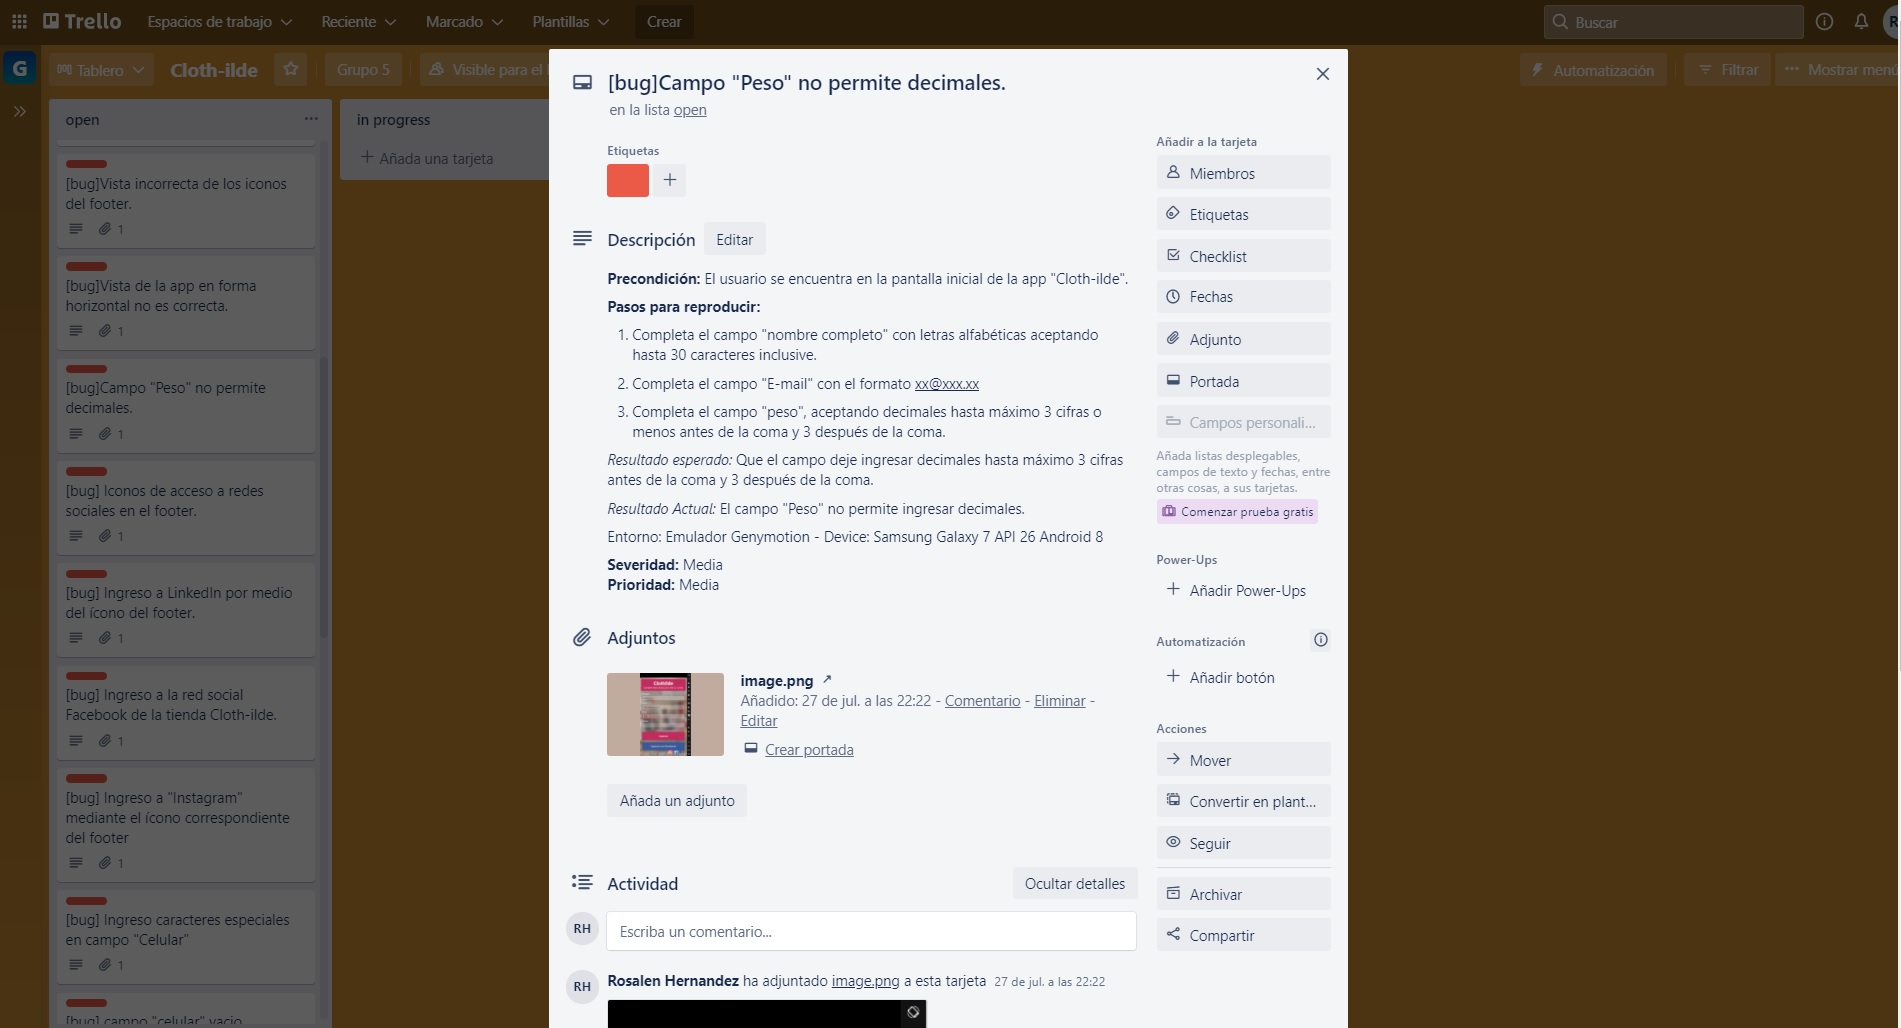 Trello
Espacios de trabajo
Reciente
Marcado
Plantillas
Crear
Buscar
G
Tablero
Cloth-ilde
Grupo 5
Visible para el
Automatización
Filtrar
Mostrar menú
open
[bug]Vista incorrecta de los iconos
del footer.
1
[bug]Vista de la app en forma
horizontal no es correcta.
1
[bug]Campo "Peso" no permite
decimales.
1
[bug] Iconos de acceso a redes
sociales en el footer.
1
[bug] Ingreso a LinkedIn por medio
del ícono del footer.
1
[bug] Ingreso a la red social
Facebook de la tienda Cloth-ilde.
1
[bug] Ingreso a "Instagram"
mediante el ícono correspondiente
del footer
1
[bug] Ingreso caracteres especiales
en campo "Celular"
1
[bug] campo "celular" vacio
in progress
Añada una tarjeta
[bug]Campo "Peso" no permite decimales.
en la lista open
Etiquetas
Descripción
Editar
Precondición: El usuario se encuentra en la pantalla inicial de la app "Cloth-ilde".
Pasos para reproducir:
1. Completa el campo "nombre completo" con letras alfabéticas aceptando
hasta 30 caracteres inclusive.
2. Completa el campo "E-mail" con el formato xx@xxx.xx
3. Completa el campo "peso", aceptando decimales hasta máximo 3 cifras o
menos antes de la coma y 3 después de la coma.
Resultado esperado: Que el campo deje ingresar decimales hasta máximo 3 cifras
antes de la coma y 3 después de la coma.
Resultado Actual: El campo "Peso" no permite ingresar decimales.
Entorno: Emulador Genymotion - Device: Samsung Galaxy 7 API 26 Android 8
Severidad: Media
Prioridad: Media
Adjuntos
image.png
Añadido: 27 de jul. a las 22:22 - Comentario - Eliminar -
Editar
Crear portada
Añada un adjunto
Actividad
Ocultar detalles
RH
Escriba un comentario...
RH
Rosalen Hernandez ha adjuntado image.png a esta tarjeta 27 de jul. a las 22:22
Añadir a la tarjeta
Miembros
Etiquetas
Checklist
Fechas
Adjunto
Portada
Campos personali...
Añada listas desplegables,
campos de texto y fechas, entre
otras cosas, a sus tarjetas.
Comenzar prueba gratis
Power-Ups
Añadir Power-Ups
Automatización
Añadir botón
Acciones
Mover
Convertir en plant...
Seguir
Archivar
Compartir